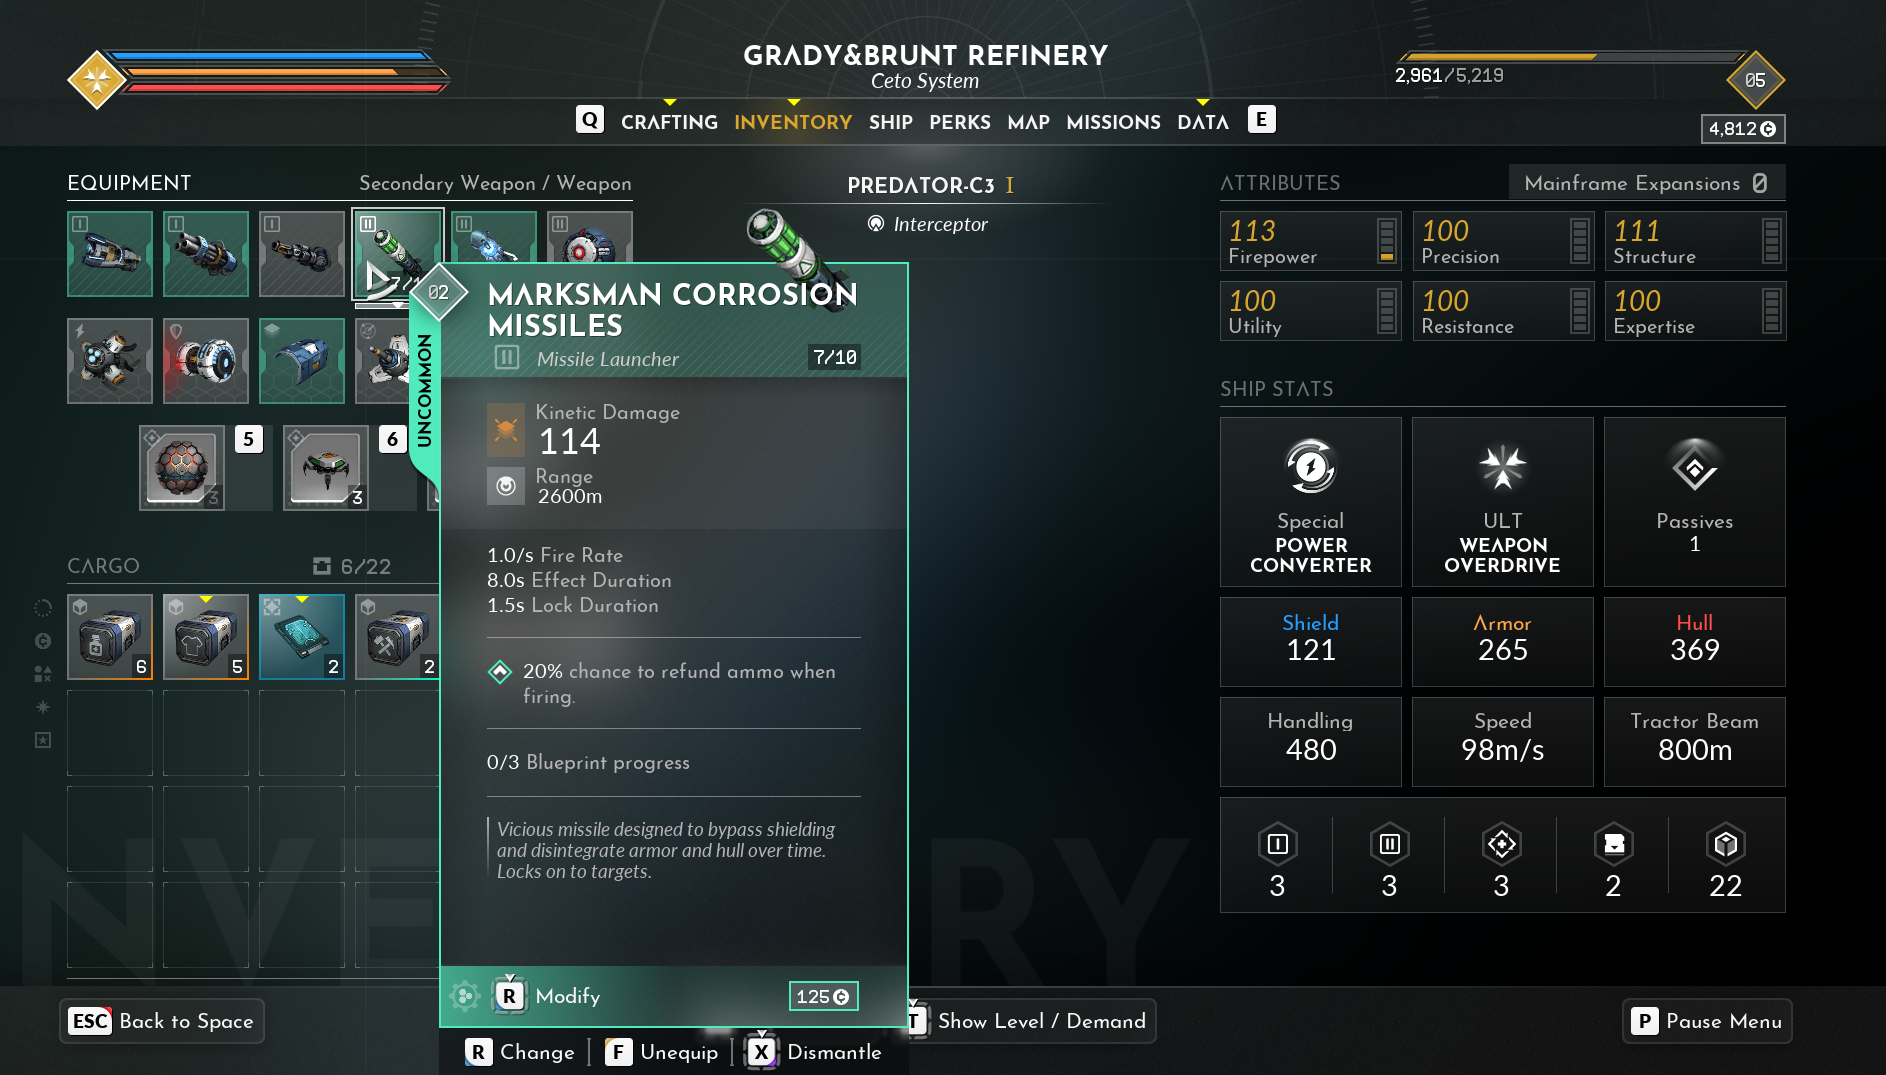 GRADY&BRUNT REFINERY
Ceto System
2,961/5,219
05
4,812
Q CRAFTING INVENTORY SHIP PERKS MAP MISSIONS DATA E
EQUIPMENT
Secondary Weapon / Weapon
I
I
I
II
II
II
5
3
6
3
CARGO
6/22
6
5
2
2
02
UNCOMMON
MARKSMAN CORROSION
MISSILES
II Missile Launcher
7/10
Kinetic Damage
114
Range
2600m
1.0/s Fire Rate
8.0s Effect Duration
1.5s Lock Duration
20% chance to refund ammo when
firing.
0/3 Blueprint progress
Vicious missile designed to bypass shielding
and disintegrate armor and hull over time.
Locks on to targets.
R Modify
125
R Change
F Unequip
X Dismantle
PREDATOR-C3 I
Interceptor
ATTRIBUTES
Mainframe Expansions 0
113
Firepower
100
Precision
111
Structure
100
Utility
100
Resistance
100
Expertise
SHIP STATS
Special
POWER
CONVERTER
ULT
WEAPON
OVERDRIVE
Passives
1
Shield
121
Armor
265
Hull
369
Handling
480
Speed
98m/s
Tractor Beam
800m
I
3
II
3
3
2
22
ESC Back to Space
T Show Level / Demand
P Pause Menu